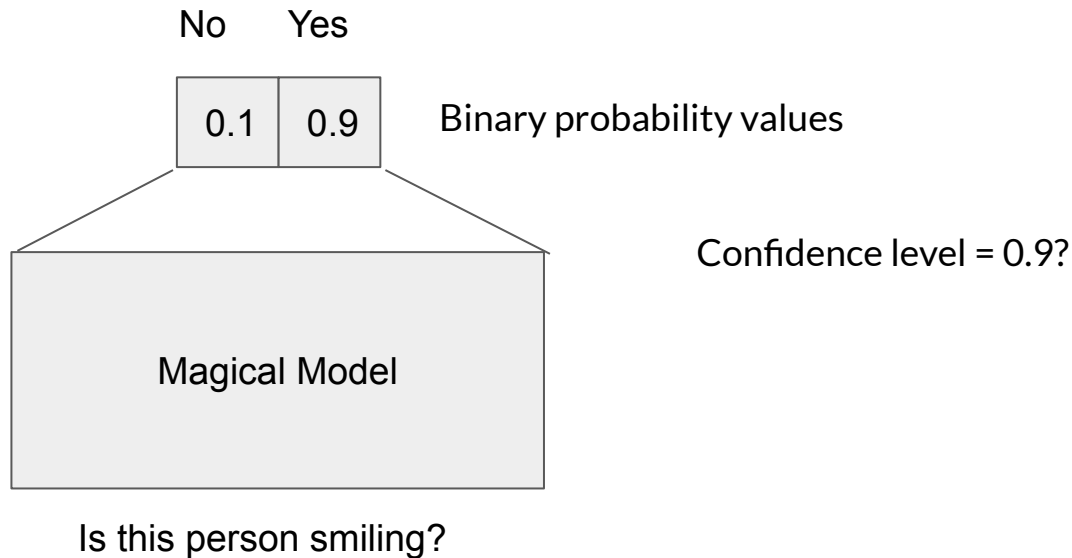 No Yes
0.1 0.9
Binary probability values
Confidence level = 0.9?
Magical Model
Is this person smiling?